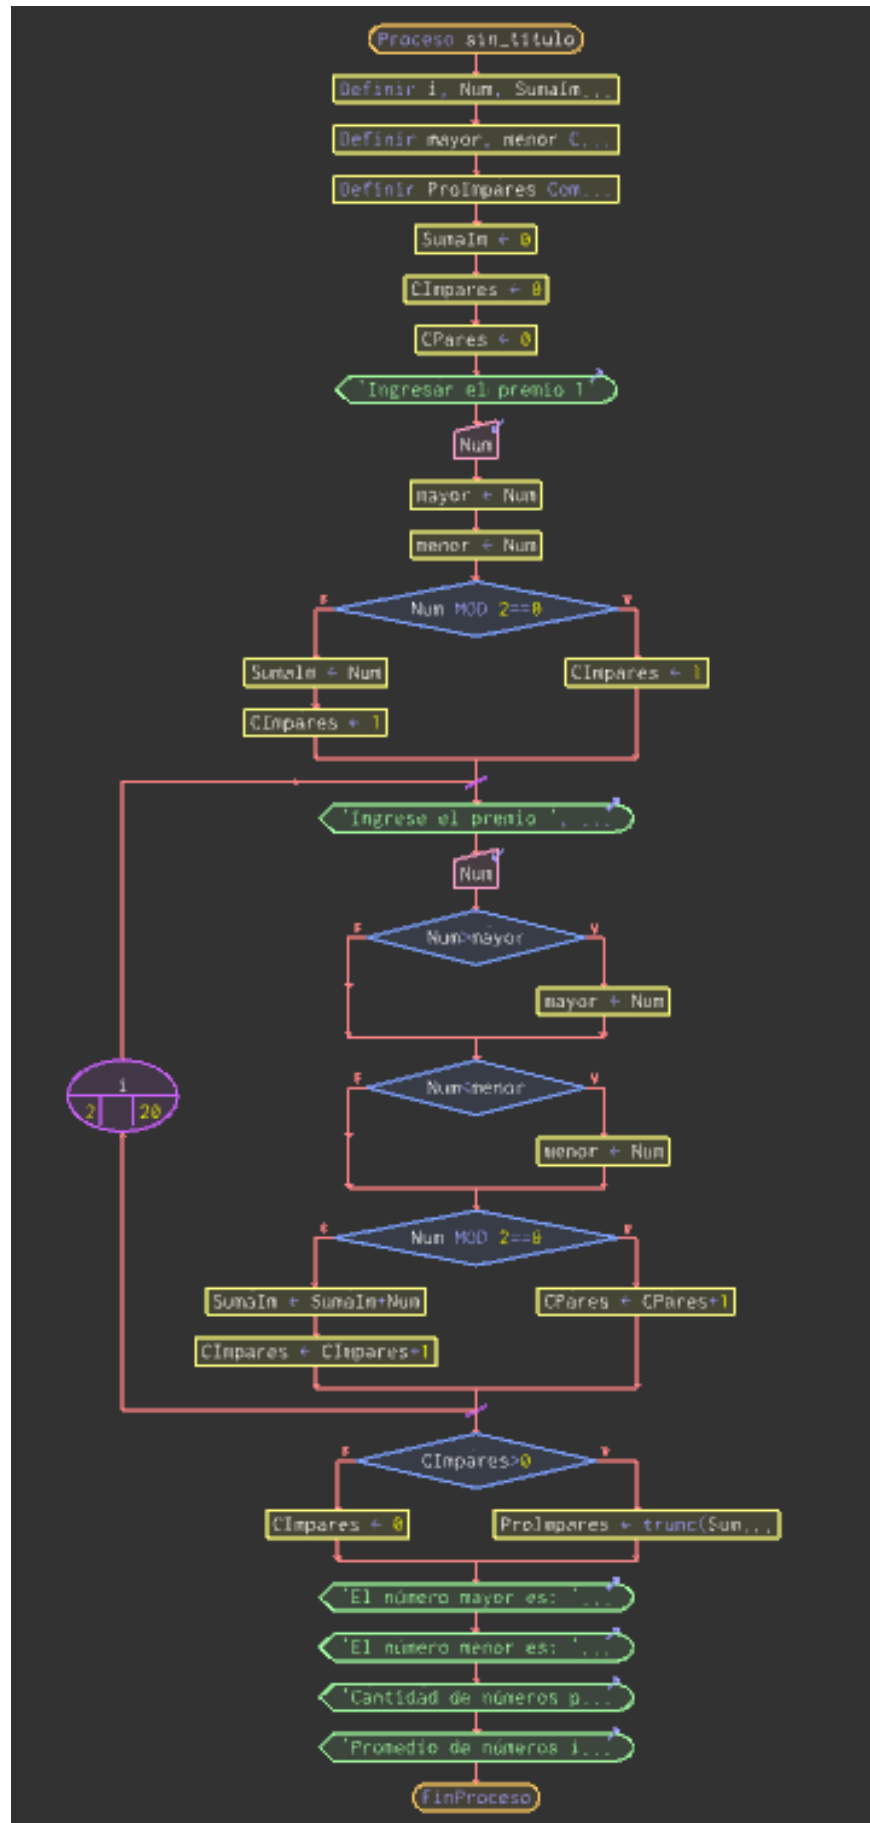 Proceso sin_titulo
Definir i, Num, SumaIm...
Definir mayor, menor C...
Definir ProImpares Com...
SumaIm ← 0
CImpares ← 0
CPares ← 0
'Ingresar el premio 1'
Num
mayor ← Num
menor ← Num
F Num MOD 2==0 V
SumaIm ← Num CImpares ← 1
CImpares ← 1
'Ingrese el premio ', ...
Num
F Num>mayor V
mayor ← Num
i
2 20
F Num<menor V
menor ← Num
F Num MOD 2==0 V
SumaIm ← SumaIm+Num CPares ← CPares+1
CImpares ← CImpares+1
F CImpares>0 V
CImpares ← 0 ProImpares ← trunc(Sum...
'El número mayor es: '...
'El número menor es: '...
'Cantidad de números p...
'Promedio de números i...
FinProceso